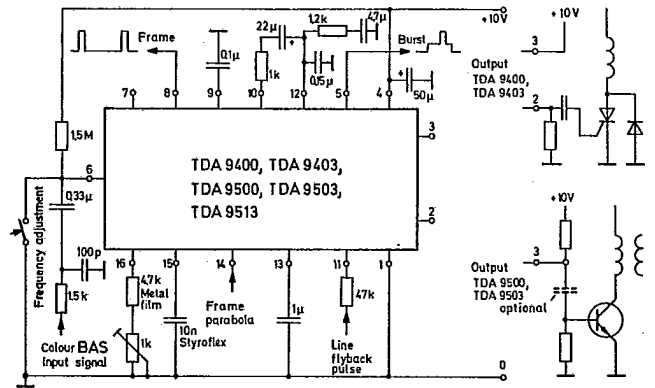 +10V
Frame
22µ
1,2k
4,7µ
Burst
+10V
3
0,1µ
1k
0,15µ
50µ
Output
TDA 9400,
TDA 9403
2
7 8 9 10 12 5 4
1,5M
6
3
TDA 9400, TDA 9403,
TDA 9500, TDA 9503,
TDA 9513
2
0,33µ
Frequency adjustment
100p
1,5k
Colour BAS
input signal
16 15 14 13 11 1
4,7k
Metal
film
1k
10n
Styroflex
Frame
parabola
1µ
47k
Line
flyback
pulse
+10V
3
Output
TDA 9500,
TDA 9503
optional
0